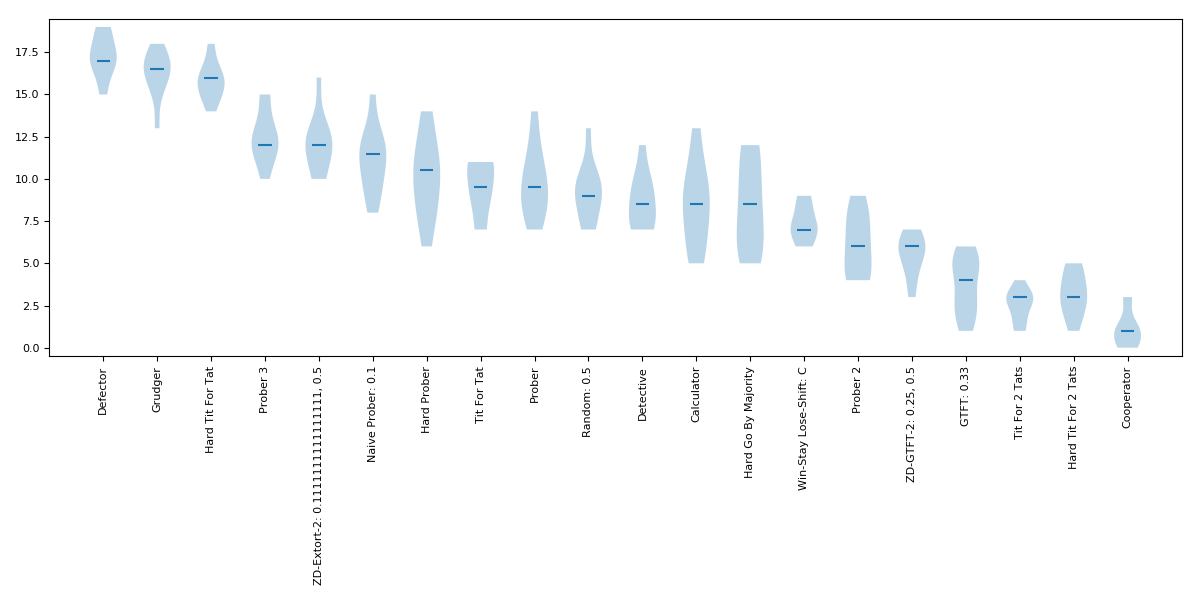 17.5
15.0
12.5
10.0
7.5
5.0
2.5
0.0
Defector
Grudger
Hard Tit For Tat
Prober 3
ZD-Extort-2: 0.1111111111111111, 0.5
Naive Prober: 0.1
Hard Prober
Tit For Tat
Prober
Random: 0.5
Detective
Calculator
Hard Go By Majority
Win-Stay Lose-Shift: C
Prober 2
ZD-GTFT-2: 0.25, 0.5
GTFT: 0.33
Tit For 2 Tats
Hard Tit For 2 Tats
Cooperator